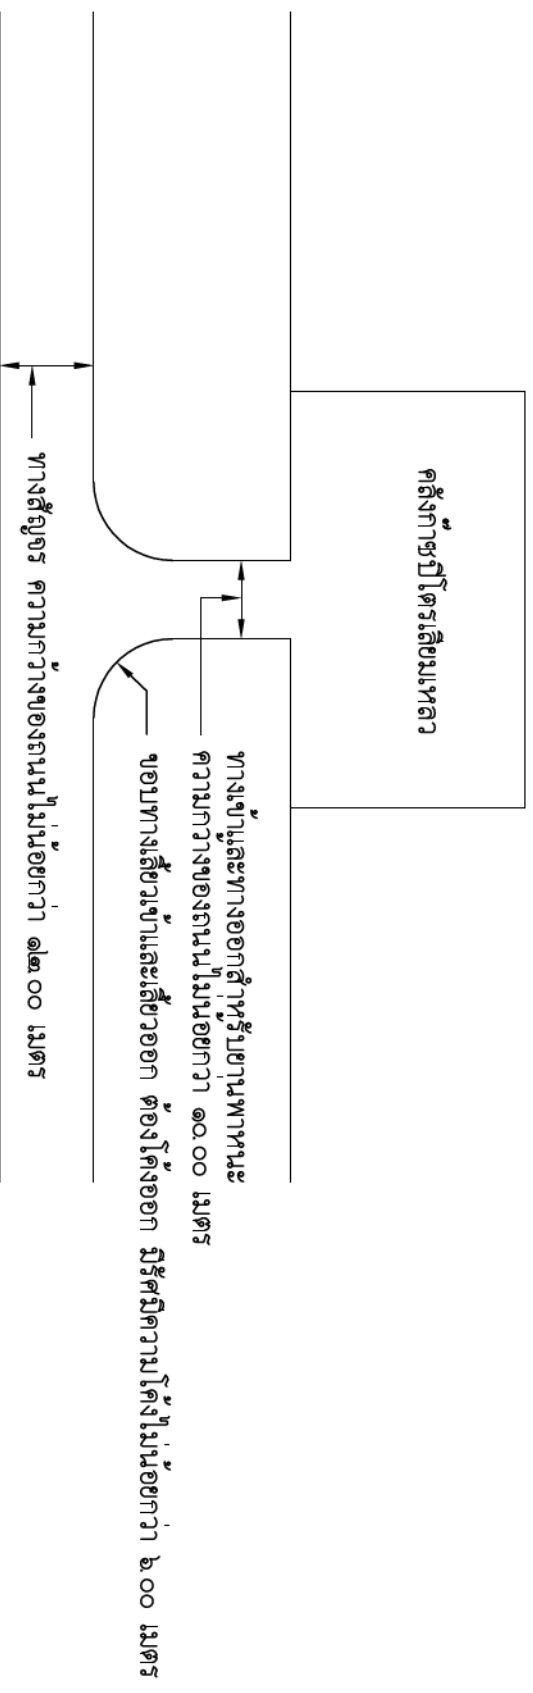 คลังก๊าซปิโตรเลียมเหลว
ทางเข้าและทางออกสำหรับยานพาหนะ
ความกว้างของถนนไม่น้อยกว่า ๑๐.๐๐ เมตร
ขอบทางเลี้ยวเข้าและเลี้ยวออก ต้องโค้งออก มีรัศมีความโค้งไม่น้อยกว่า ๖.๐๐ เมตร
ทางสัญจร ความกว้างของถนนไม่น้อยกว่า ๑๒.๐๐ เมตร